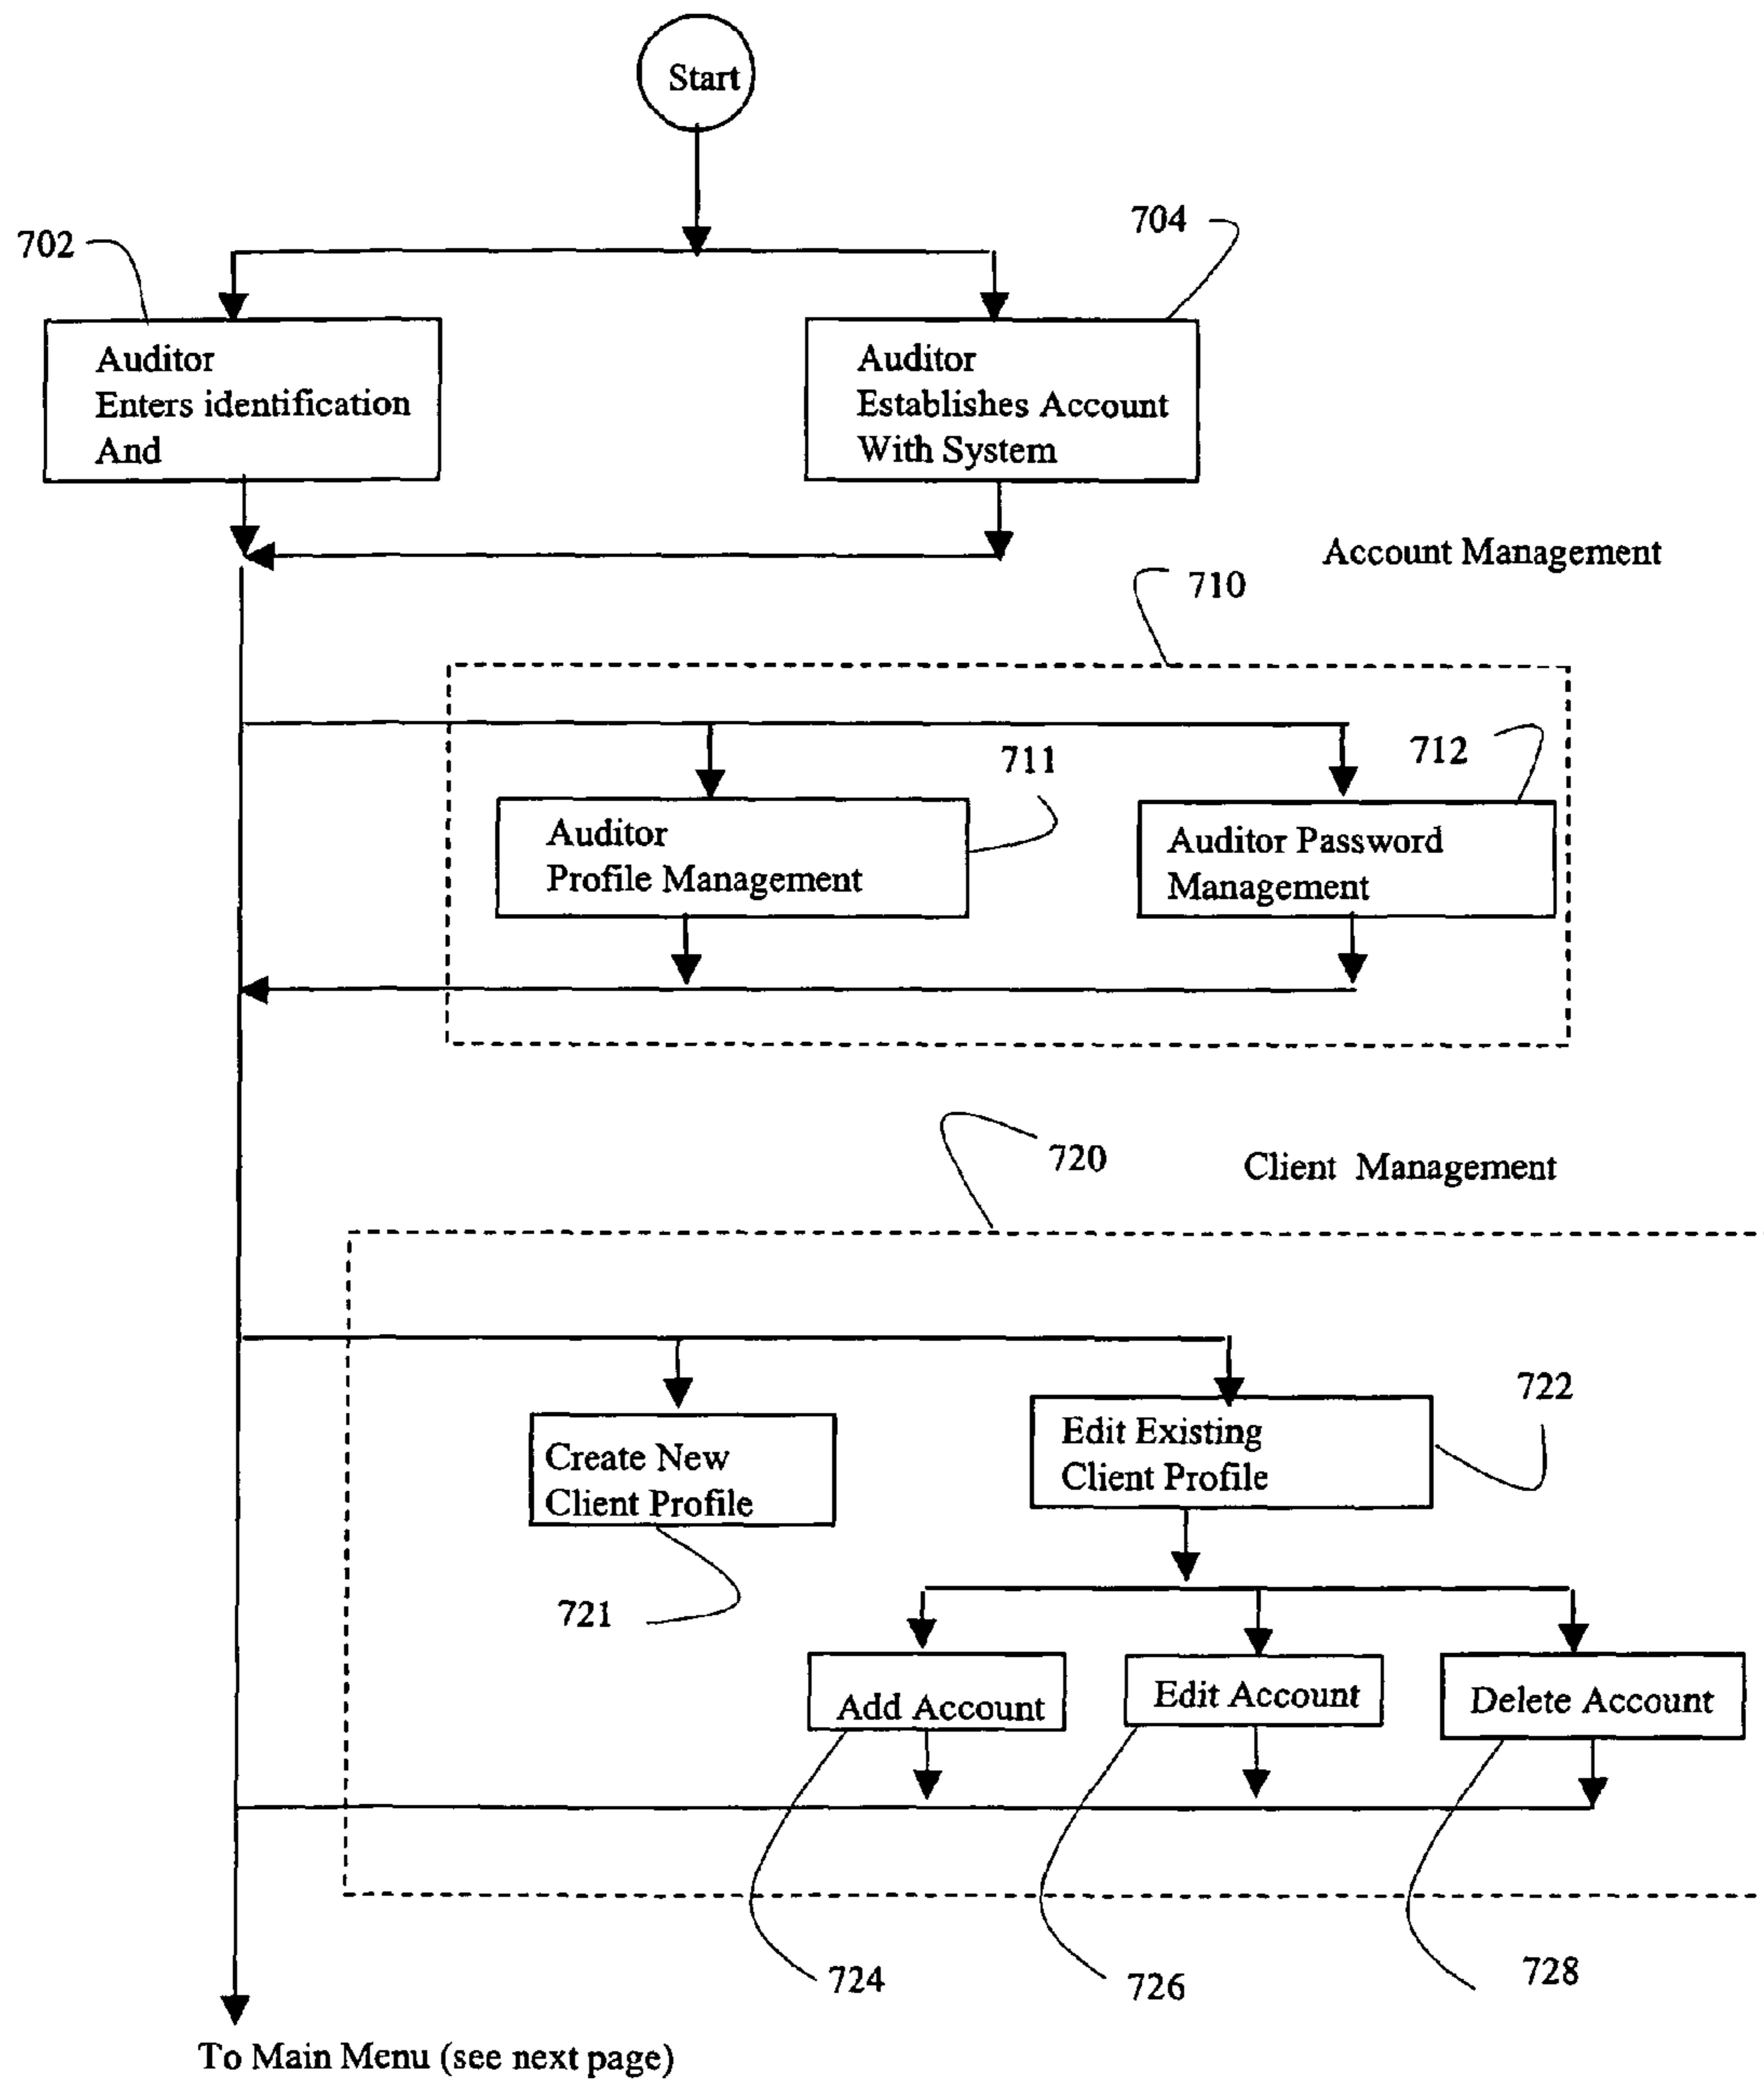 Start
702
704
Auditor
Enters identification
And
Auditor
Establishes Account
With System
Account Management
710
711
712
Auditor
Profile Management
Auditor Password
Management
720
Client Management
722
Create New
Client Profile
Edit Existing
Client Profile
721
Add Account
Edit Account
Delete Account
724
726
728
To Main Menu (see next page)